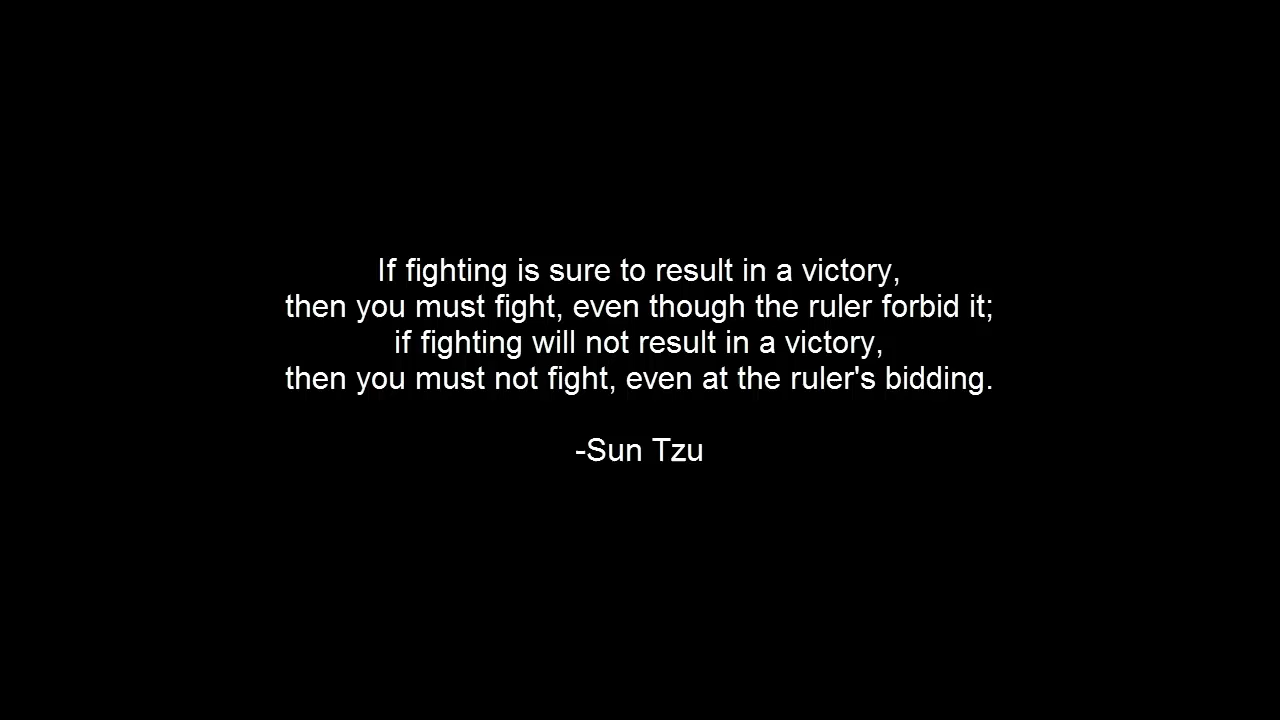 If fighting is sure to result in a victory,
then you must fight, even though the ruler forbid it;
if fighting will not result in a victory,
then you must not fight, even at the ruler's bidding.
-Sun Tzu